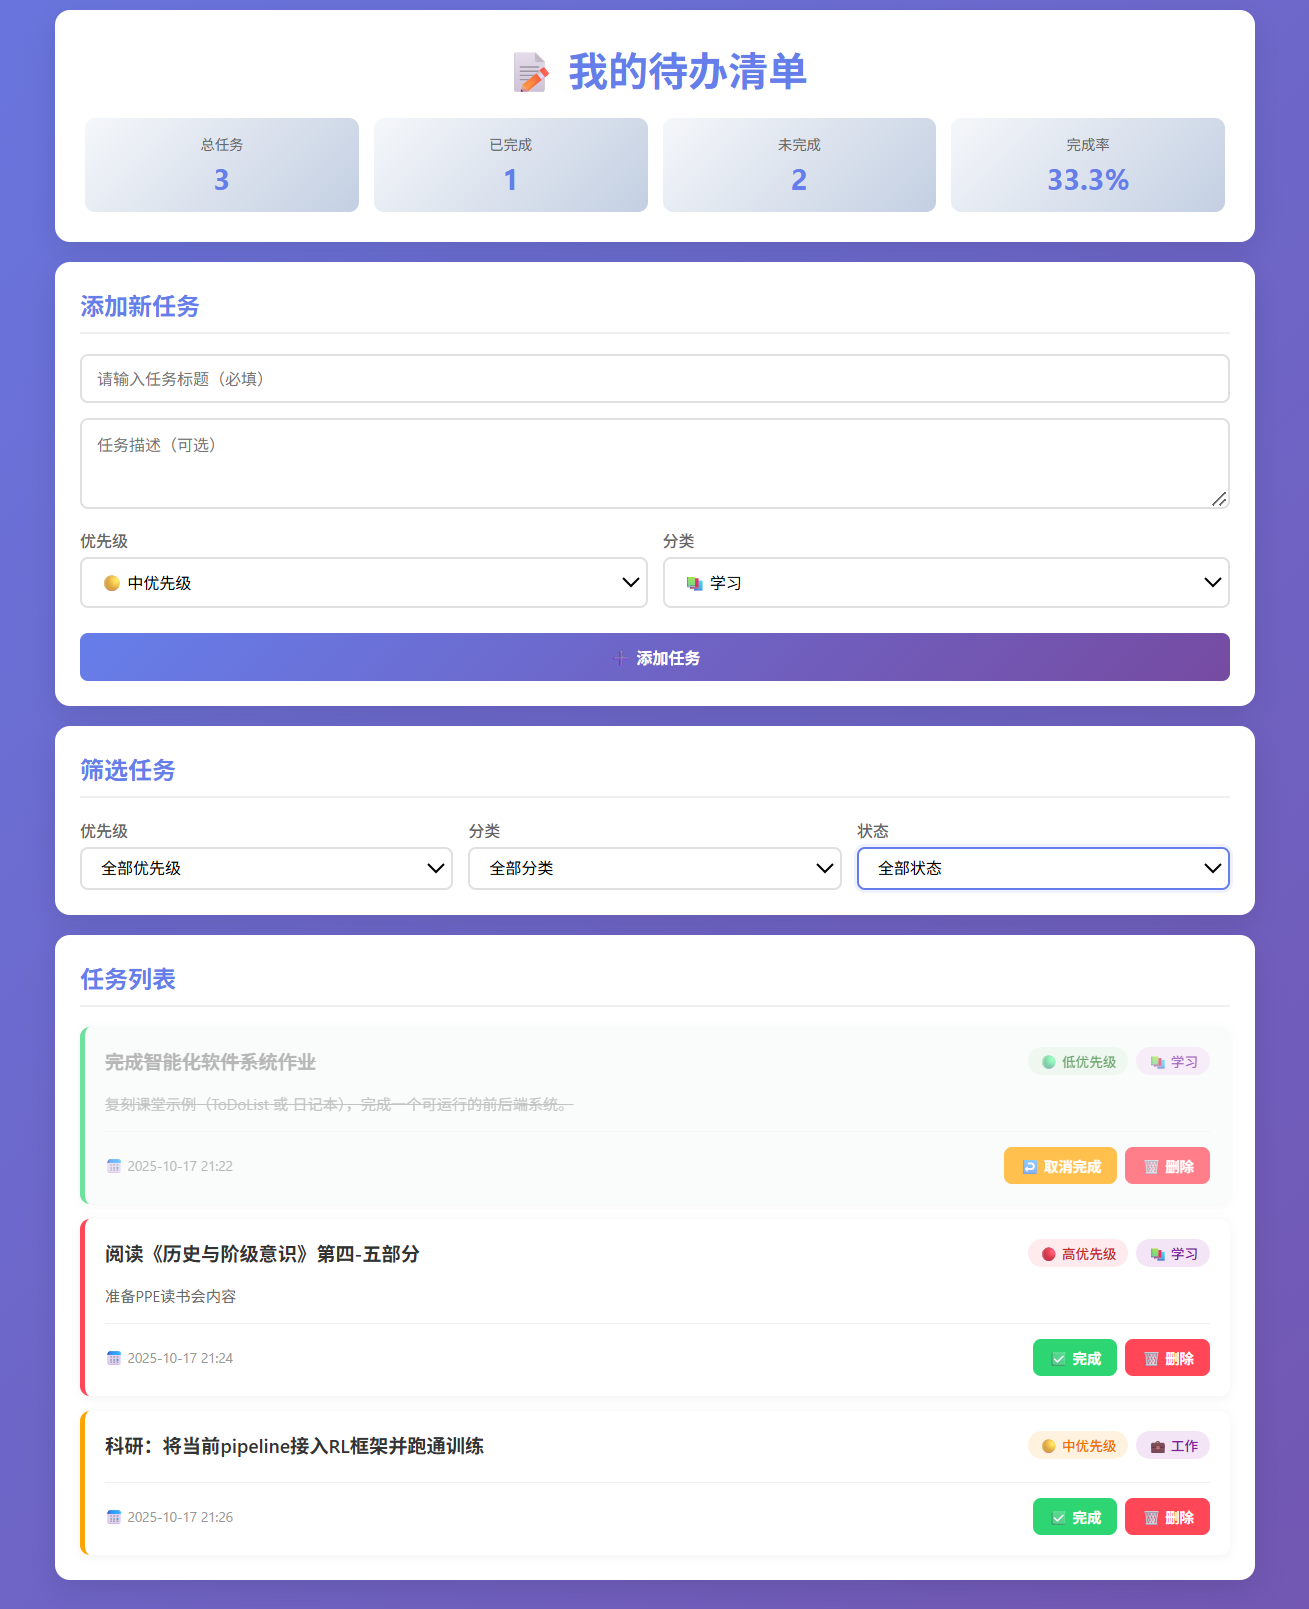 我的待办清单
总任务
3
已完成
1
未完成
2
完成率
33.3%
添加新任务
请输入任务标题（必填）
任务描述（可选）
优先级
中优先级
分类
学习
添加任务
筛选任务
优先级
全部优先级
分类
全部分类
状态
全部状态
任务列表
完成智能化软件系统作业
低优先级
学习
复刻课堂示例（ToDoList 或 日记本），完成一个可运行的前后端系统。
2025-10-17 21:22
取消完成
删除
阅读《历史与阶级意识》第四-五部分
高优先级
学习
准备PPE读书会内容
2025-10-17 21:24
完成
删除
科研：将当前pipeline接入RL框架并跑通训练
中优先级
工作
2025-10-17 21:26
完成
删除